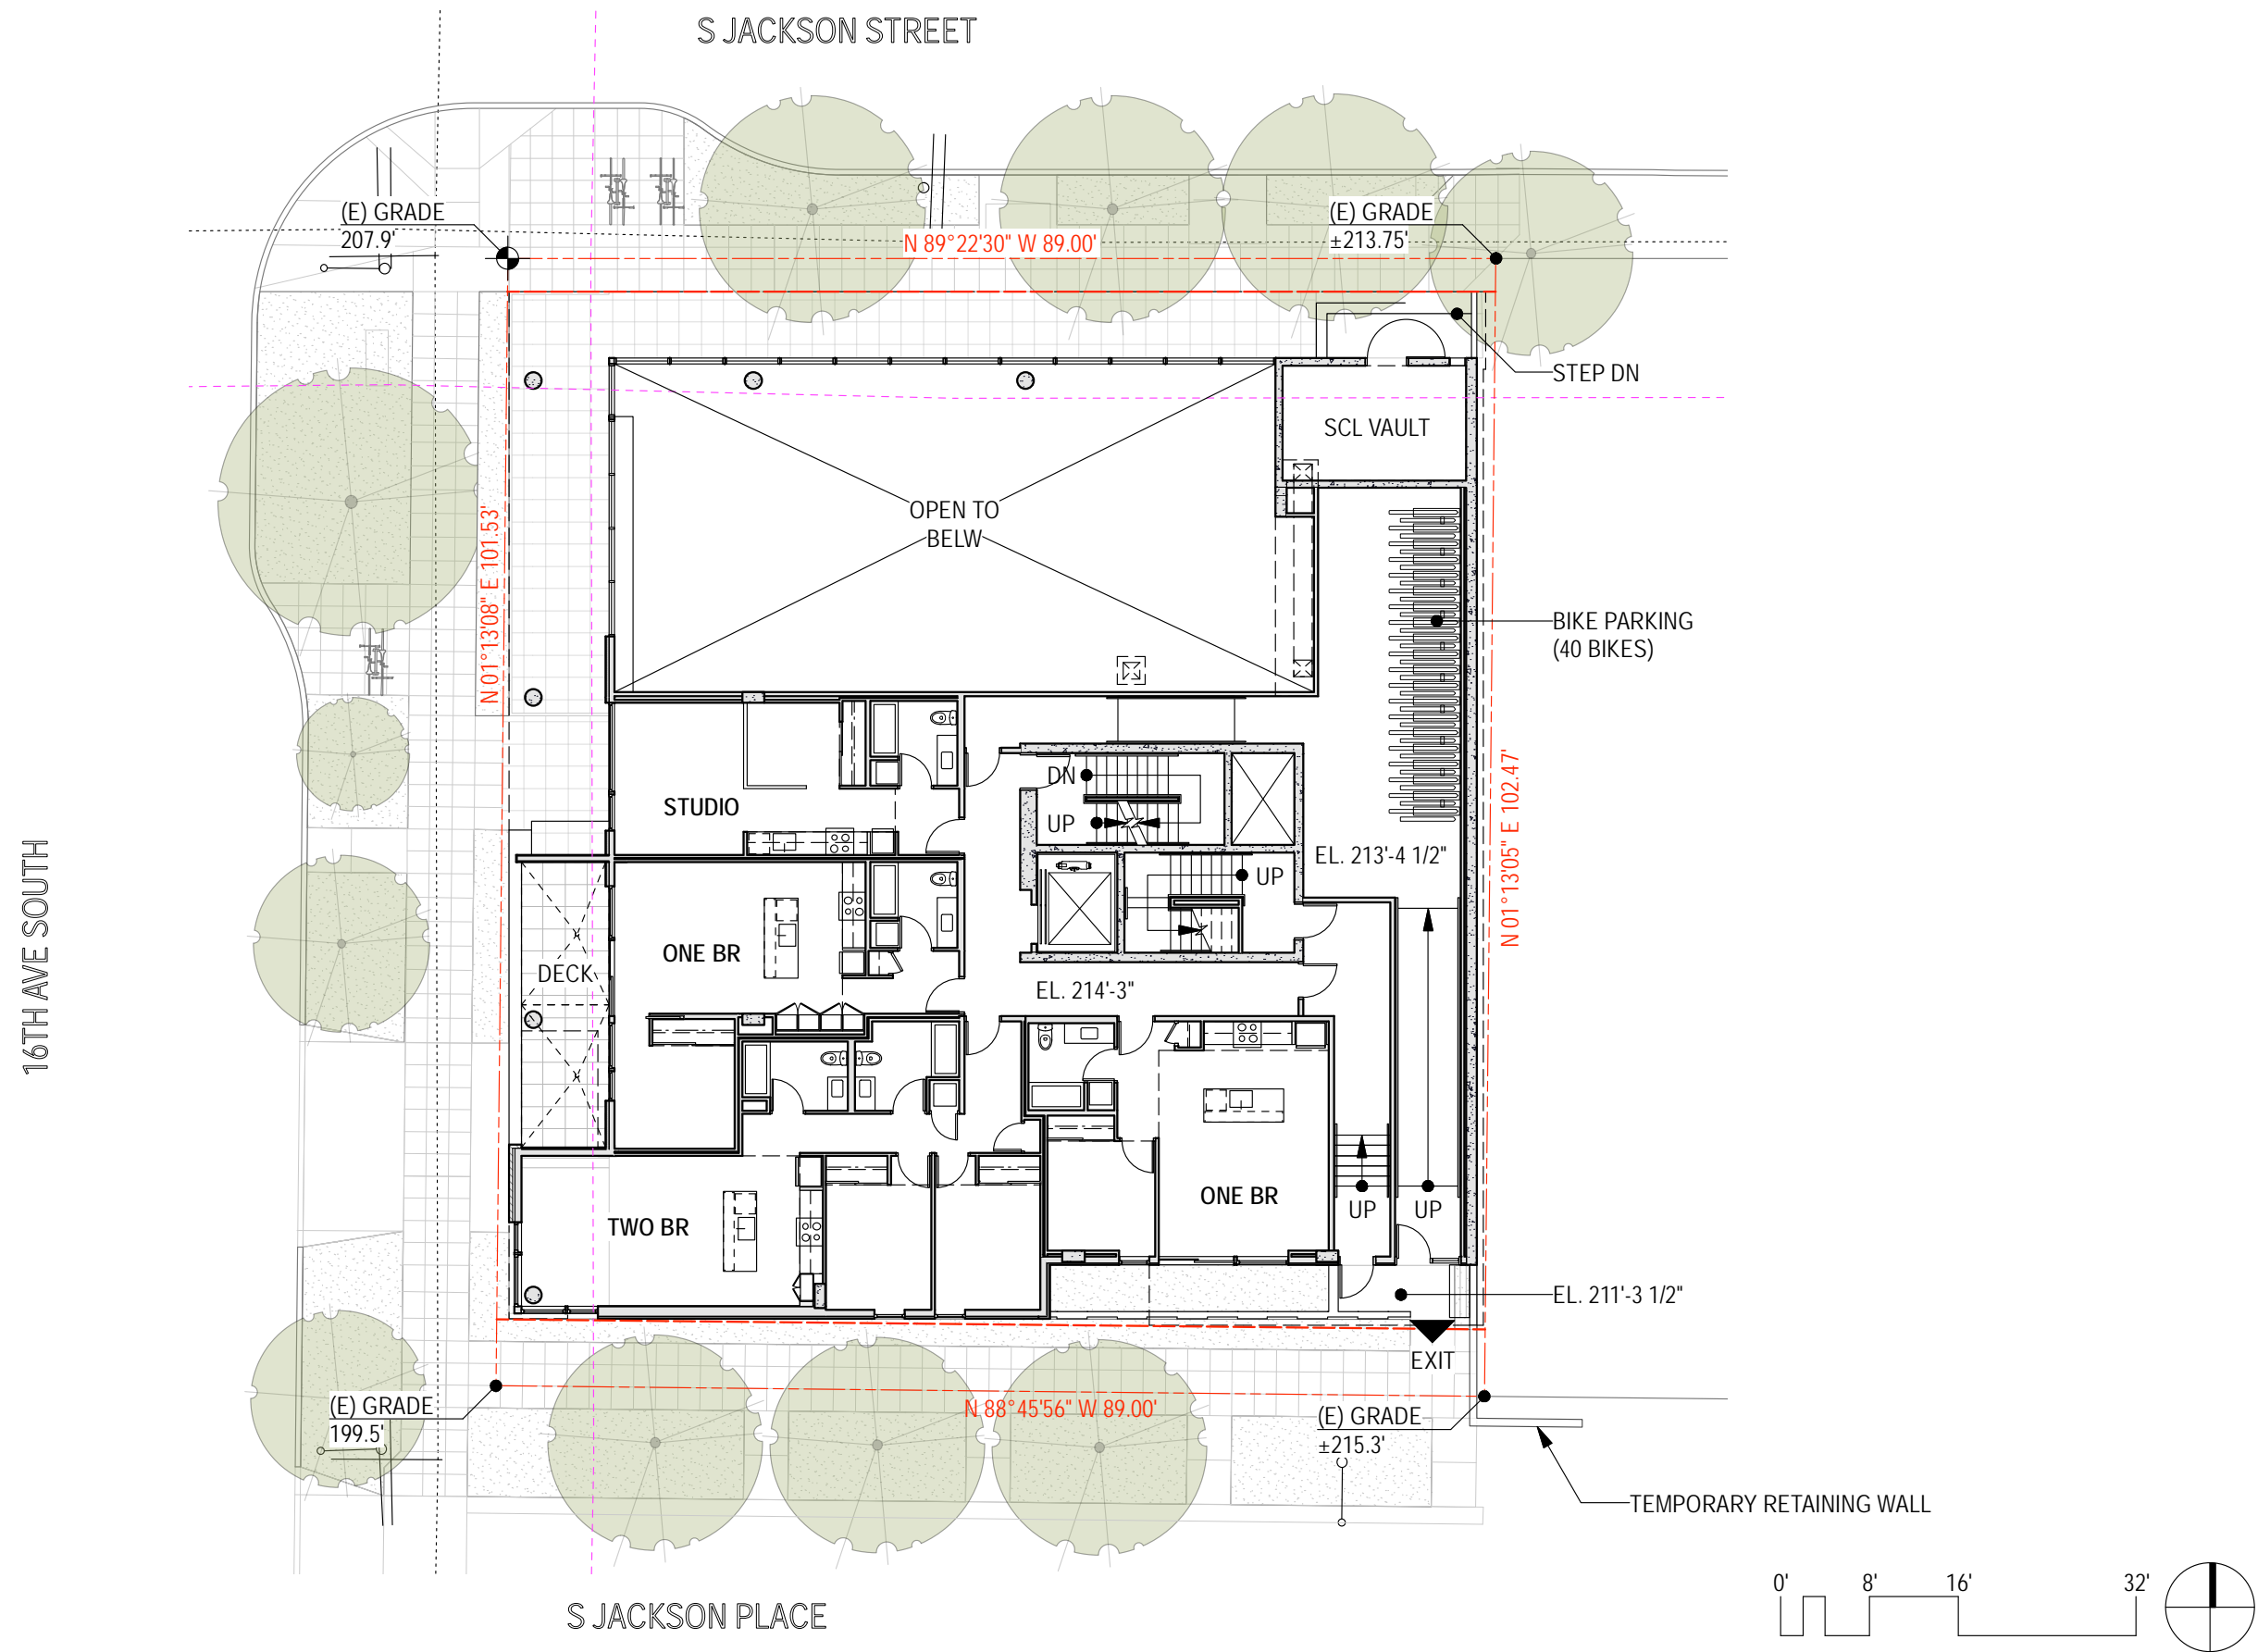 S JACKSON STREET
(E) GRADE
207.9'
N 89°22'30" W 89.00'
(E) GRADE
±213.75'
STEP DN
SCL VAULT
OPEN TO
BELW
N 01°13'08" E 101.53'
BIKE PARKING
(40 BIKES)
STUDIO
DN
UP
EL. 213'-4 1/2"
UP
N 01°13'05" E 102.47'
16TH AVE SOUTH
ONE BR
DECK
EL. 214'-3"
ONE BR
UP
UP
TWO BR
EL. 211'-3 1/2"
EXIT
(E) GRADE
199.5'
N 88°45'56" W 89.00'
(E) GRADE
±215.3'
TEMPORARY RETAINING WALL
S JACKSON PLACE
0' 8' 16' 32'